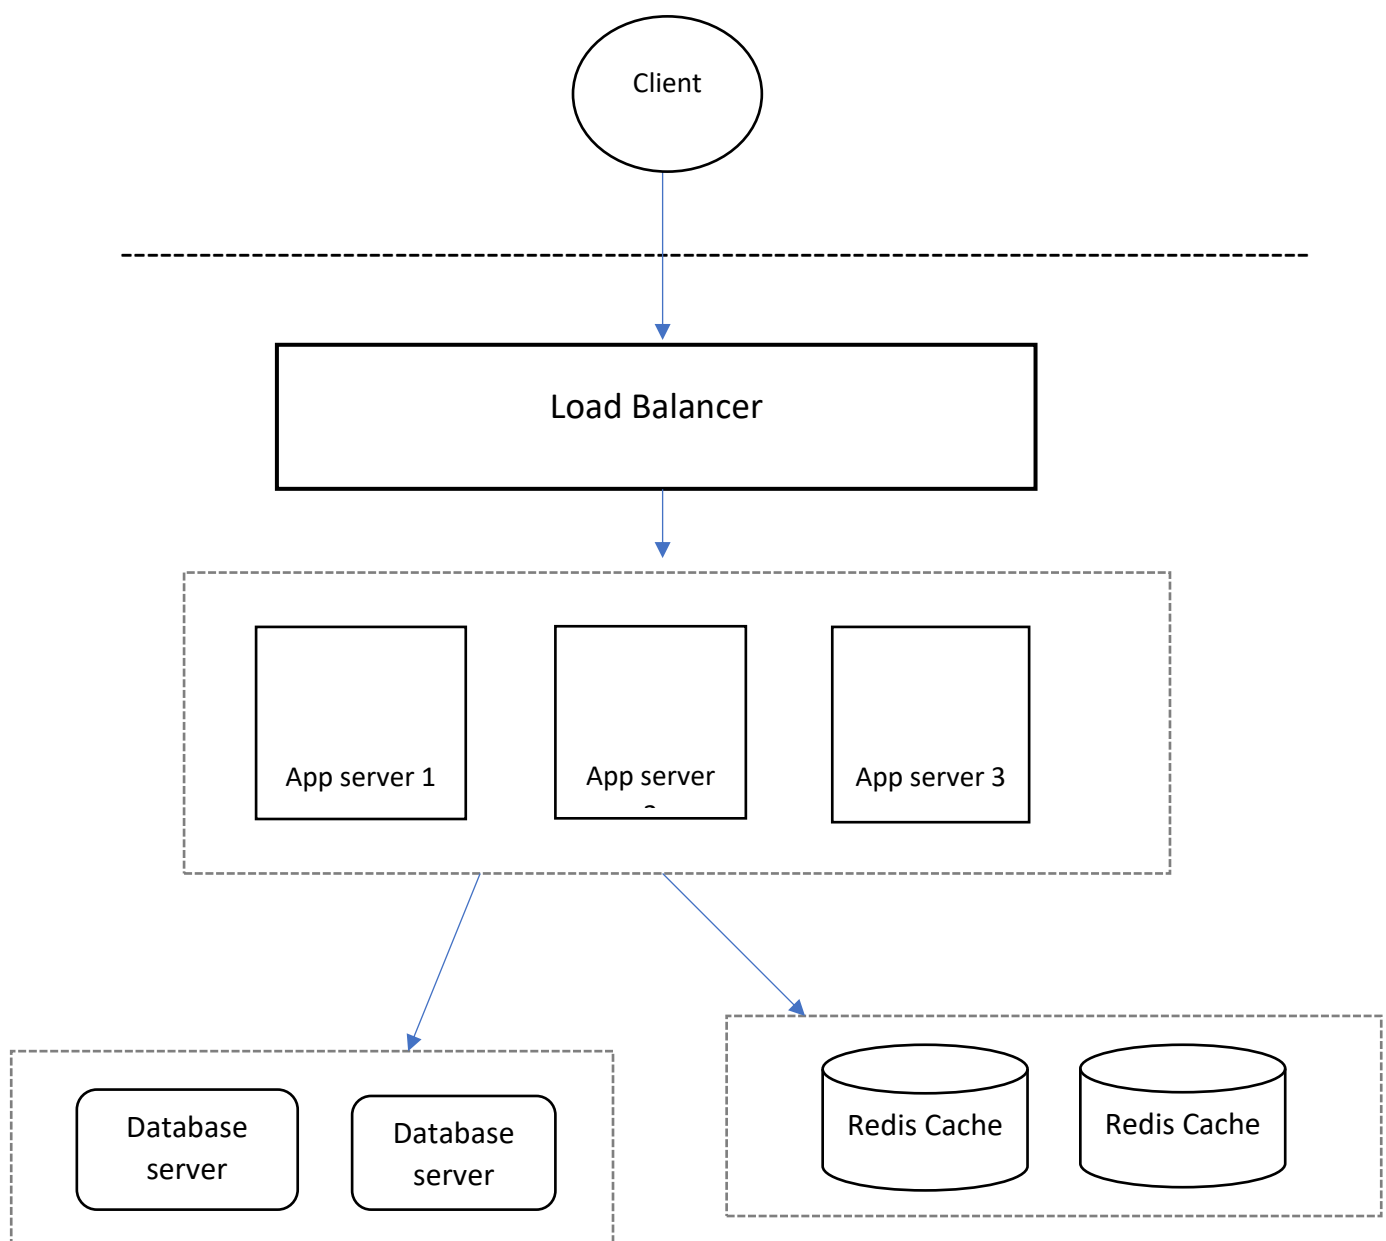 Client
Load Balancer
App server 1
App server
App server 3
Database
server
Database
server
Redis Cache
Redis Cache